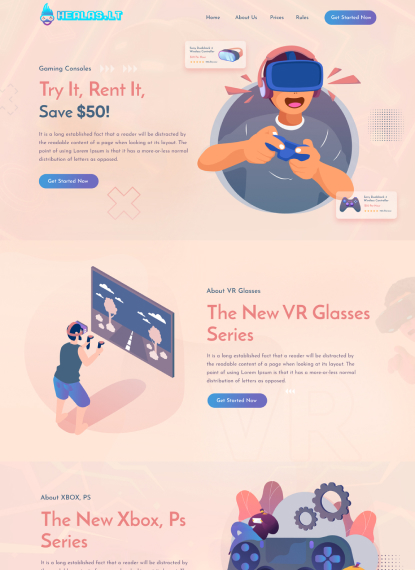 HERLAS.LT
Home About Us Prices Rules Get Started Now
Gaming Consoles
Try It, Rent It,
Save $50!
It is a long established fact that a reader will be distracted by
the readable content of a page when looking at its layout. The
point of using Lorem Ipsum is that it has a more-or-less normal
distribution of letters as opposed.
Get Started Now
About VR Glasses
The New VR Glasses
Series
It is a long established fact that a reader will be distracted by
the readable content of a page when looking at its layout. The
point of using Lorem Ipsum is that it has a more-or-less normal
distribution of letters as opposed.
Get Started Now
VR
About XBOX, PS
The New Xbox, Ps
Series
It is a long established fact that a reader will be distracted by